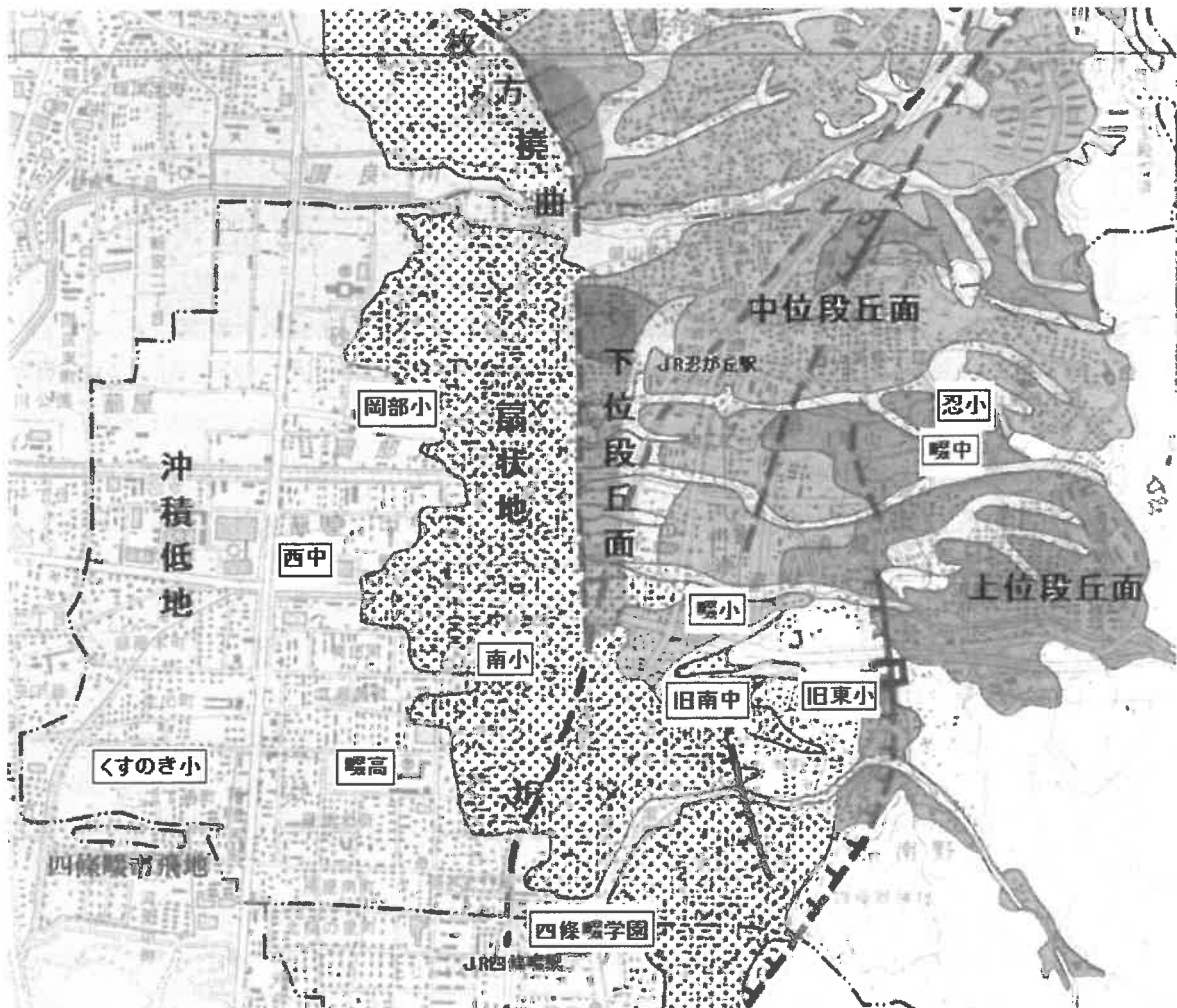 枚方撓曲
中位段丘面
JR忍が丘駅
下位段丘面
扇状地
岡部小
忍小
畷中
沖積低地
西中
上位段丘面
畷小
南小
旧南中
旧東小
くすのき小
畷高
四條畷市飛地
南野
四條畷学園
JR四條畷駅